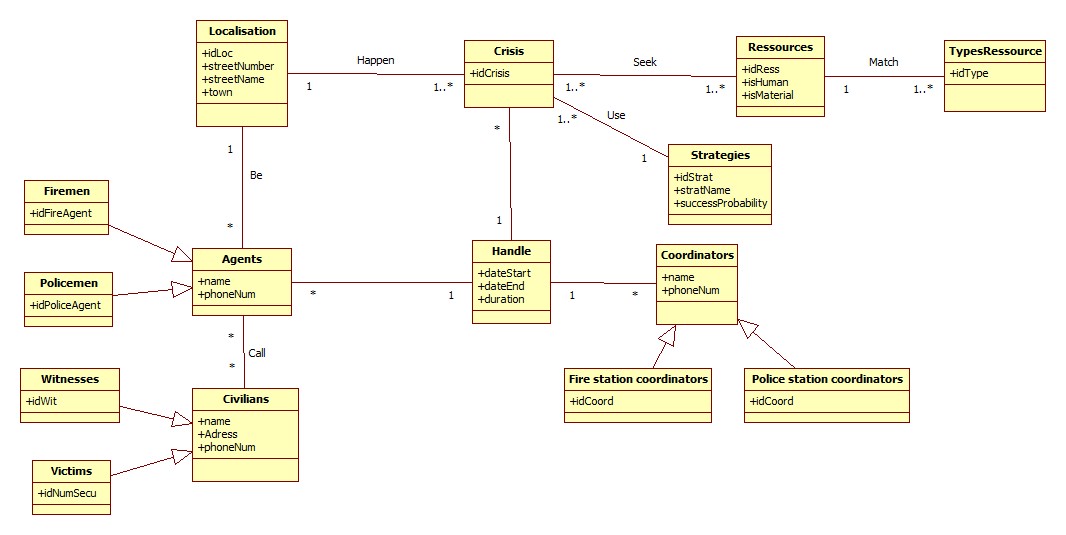 Localisation
+idLoc
+streetNumber
+streetName
+town
Happen
1
1..*
Crisis
+idCrisis
Seek
1..*
1..*
Ressources
+idRess
+isHuman
+isMaterial
Match
1
1..*
TypesRessource
+idType
1..*
Use
1
Strategies
+idStrat
+stratName
+successProbability
1
Be
*
*
1
Firemen
+idFireAgent
Policemen
+idPoliceAgent
Agents
+name
+phoneNum
*
1
Handle
+dateStart
+dateEnd
+duration
1
*
Coordinators
+name
+phoneNum
*
Call
*
Witnesses
+idWit
Victims
+idNumSecu
Civilians
+name
+Adress
+phoneNum
Fire station coordinators
+idCoord
Police station coordinators
+idCoord